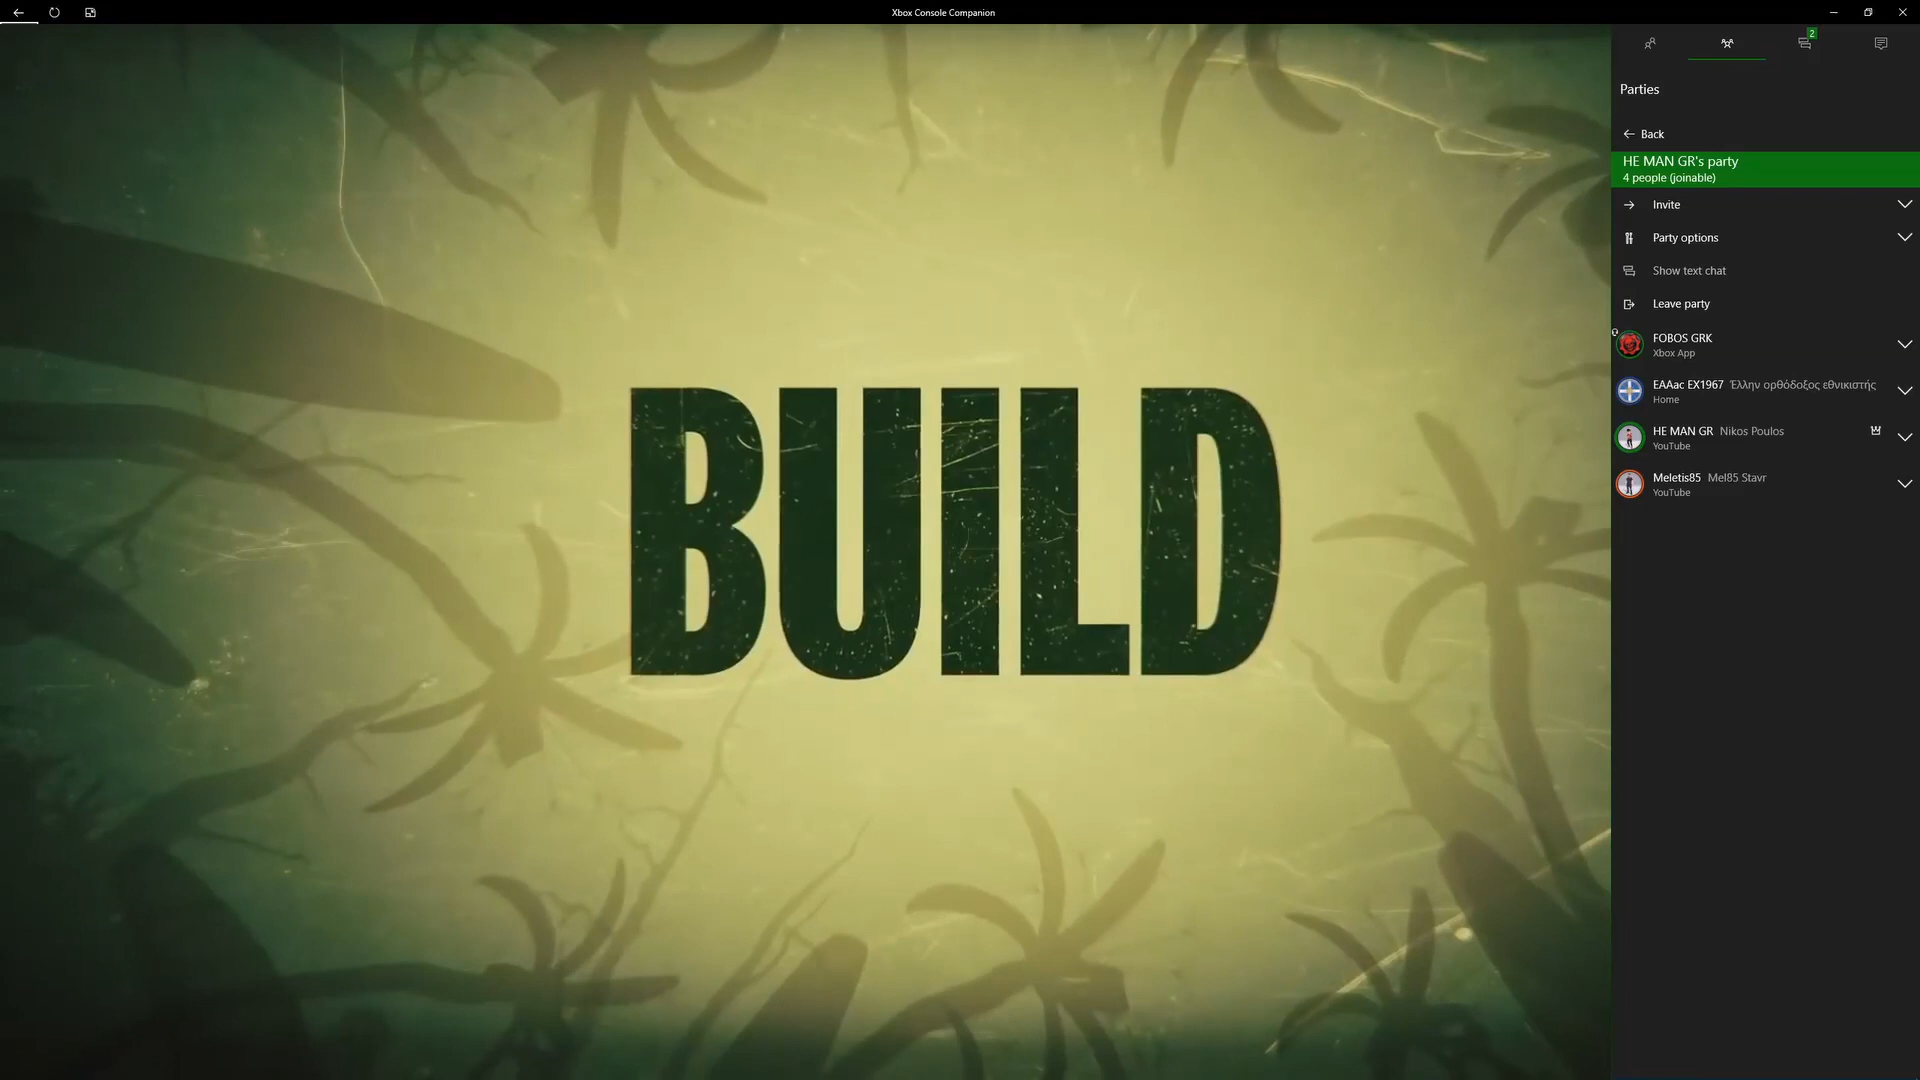 Xbox Console Companion
2
Parties
Back
HE MAN GR's party
4 people (joinable)
Invite
Party options
Show text chat
Leave party
FOBOS GRK
Xbox App
EAAac EX1967 Έλλην ορθόδοξος εθνικιστής
Home
HE MAN GR Nikos Poulos
YouTube
Meletis85 Mel85 Stavr
YouTube
BUILD